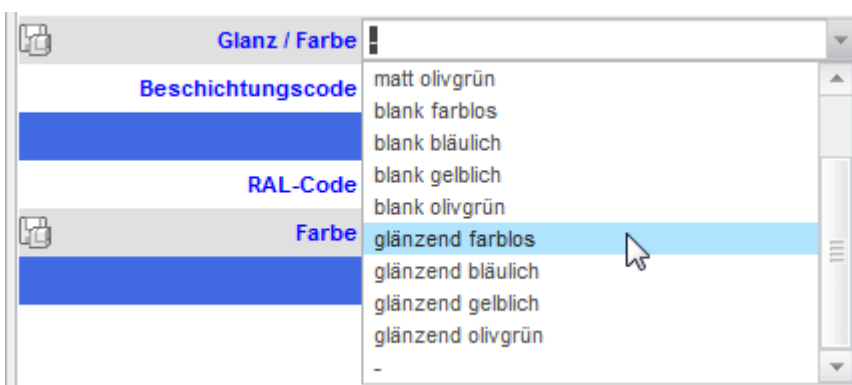 Glanz / Farbe -
Beschichtungscode
RAL-Code
Farbe
matt olivgrün
blank farblos
blank bläulich
blank gelblich
blank olivgrün
glänzend farblos
glänzend bläulich
glänzend gelblich
glänzend olivgrün
-